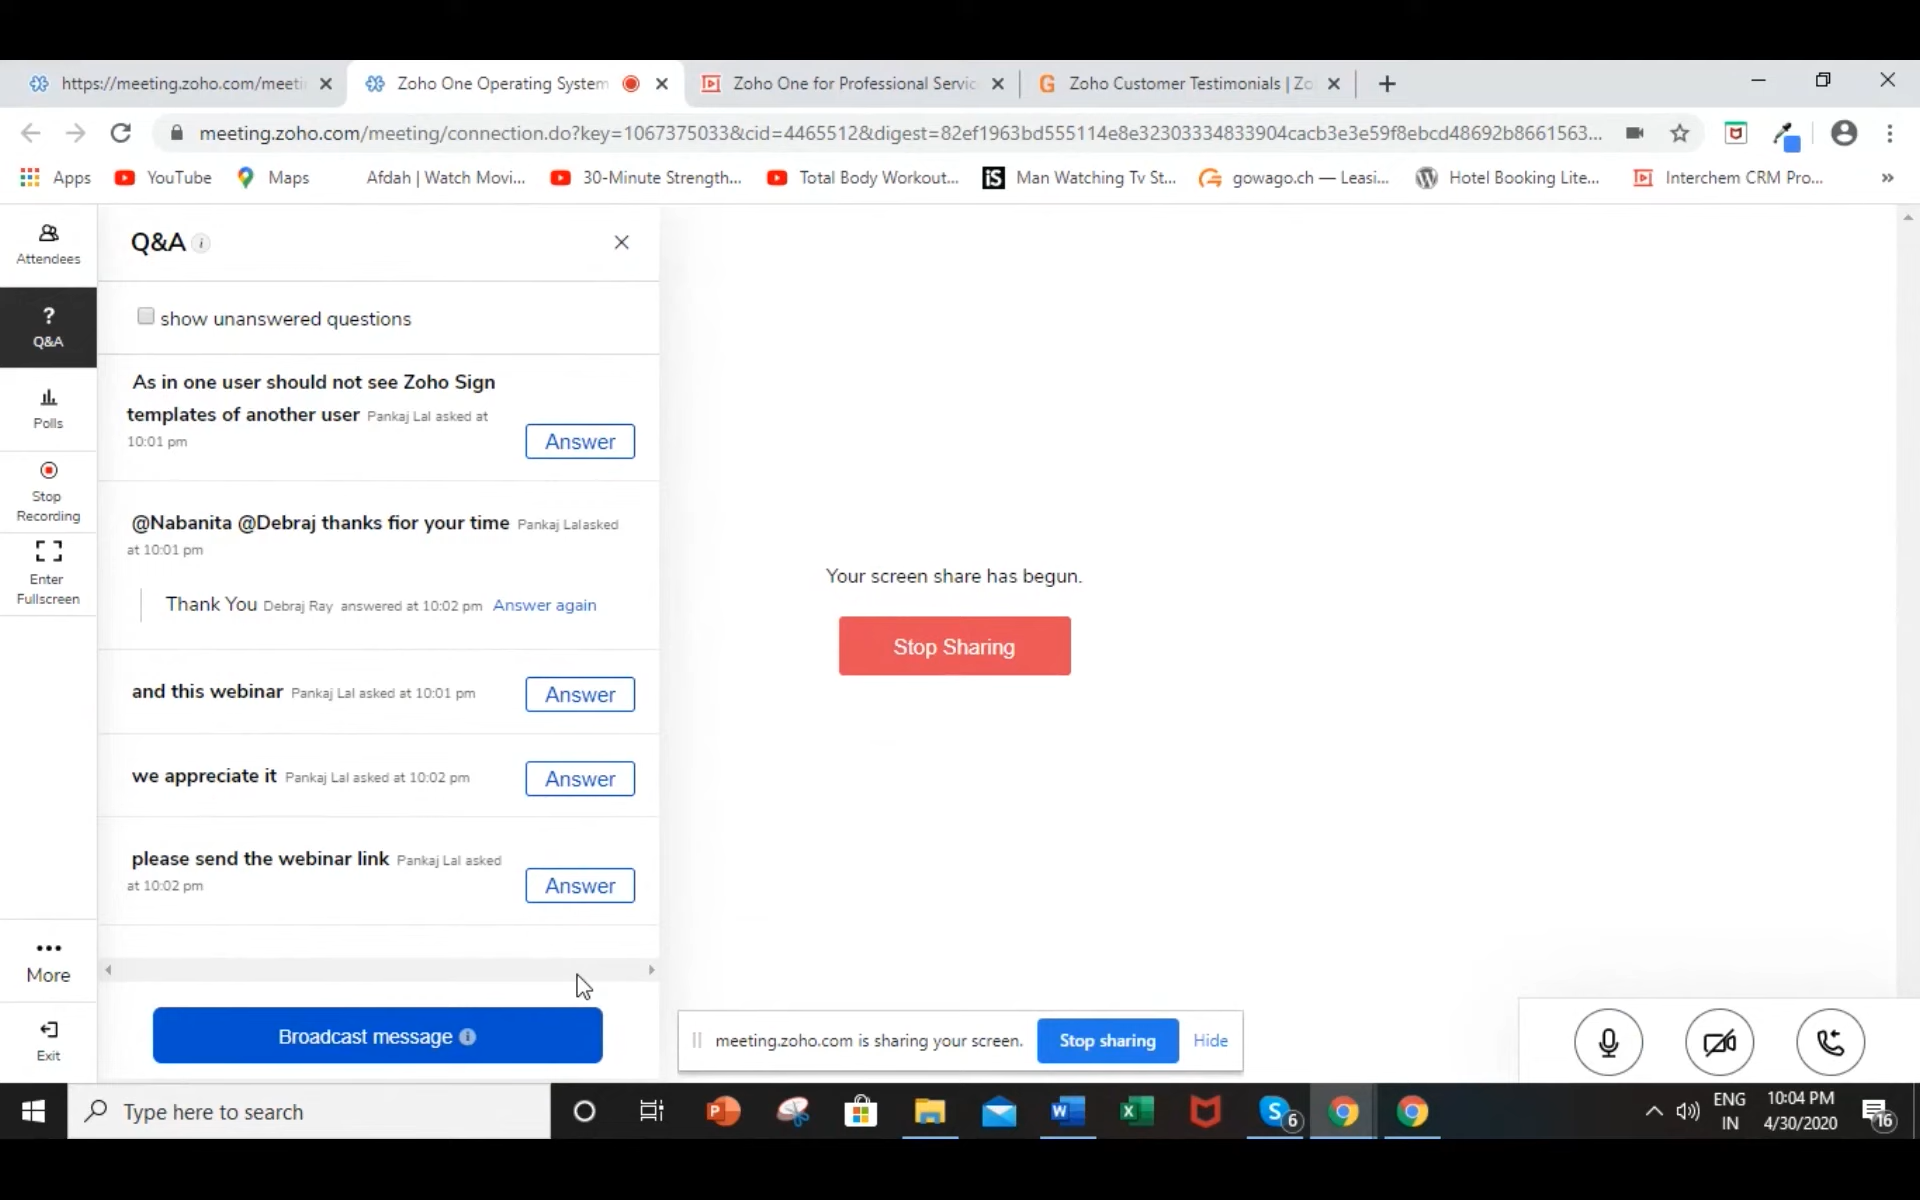 https://meeting.zoho.com/meeti
Zoho One Operating System
Zoho One for Professional Servic
Zoho Customer Testimonials | Zo
meeting.zoho.com/meeting/connection.do?key=1067375033&cid=4465512&digest=82ef1963bd555114e8e32303334833904cacb3e3e59f8ebcd48692b8661563...
Apps
YouTube
Maps
Afdah | Watch Movi...
30-Minute Strength...
Total Body Workout...
Man Watching Tv St...
gowago.ch — Leasi...
Hotel Booking Lite...
Interchem CRM Pro...
»
Attendees
?
Q&A
Polls
Stop
Recording
Enter
Fullscreen
More
Exit
Q&A
show unanswered questions
As in one user should not see Zoho Sign
templates of another user Pankaj Lal asked at
10:01 pm
Answer
@Nabanita @Debraj thanks fior your time Pankaj Lalasked
at 10:01 pm
Thank You Debraj Ray answered at 10:02 pm Answer again
and this webinar Pankaj Lal asked at 10:01 pm
Answer
we appreciate it Pankaj Lal asked at 10:02 pm
Answer
please send the webinar link Pankaj Lal asked
at 10:02 pm
Answer
Broadcast message
Your screen share has begun.
Stop Sharing
meeting.zoho.com is sharing your screen.
Stop sharing
Hide
Type here to search
6
ENG
IN
10:04 PM
4/30/2020
16